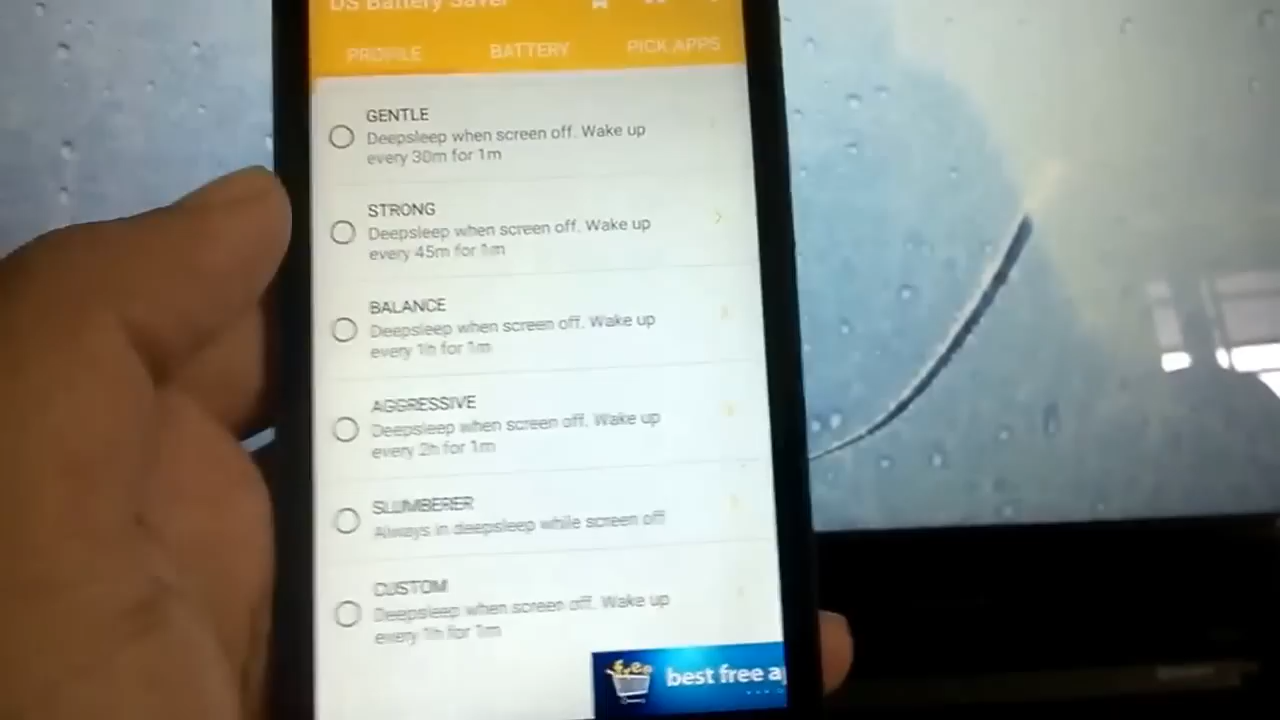 DS Battery Saver
PROFILE BATTERY PICK APPS
GENTLE
Deepsleep when screen off. Wake up
every 30m for 1m
STRONG
Deepsleep when screen off. Wake up
every 45m for 1m
BALANCE
Deepsleep when screen off. Wake up
every 1h for 1m
AGGRESSIVE
Deepsleep when screen off. Wake up
every 2h for 1m
SLUMBERER
Always in deepsleep while screen off
CUSTOM
Deepsleep when screen off. Wake up
every 1h for 1m
free
best free a